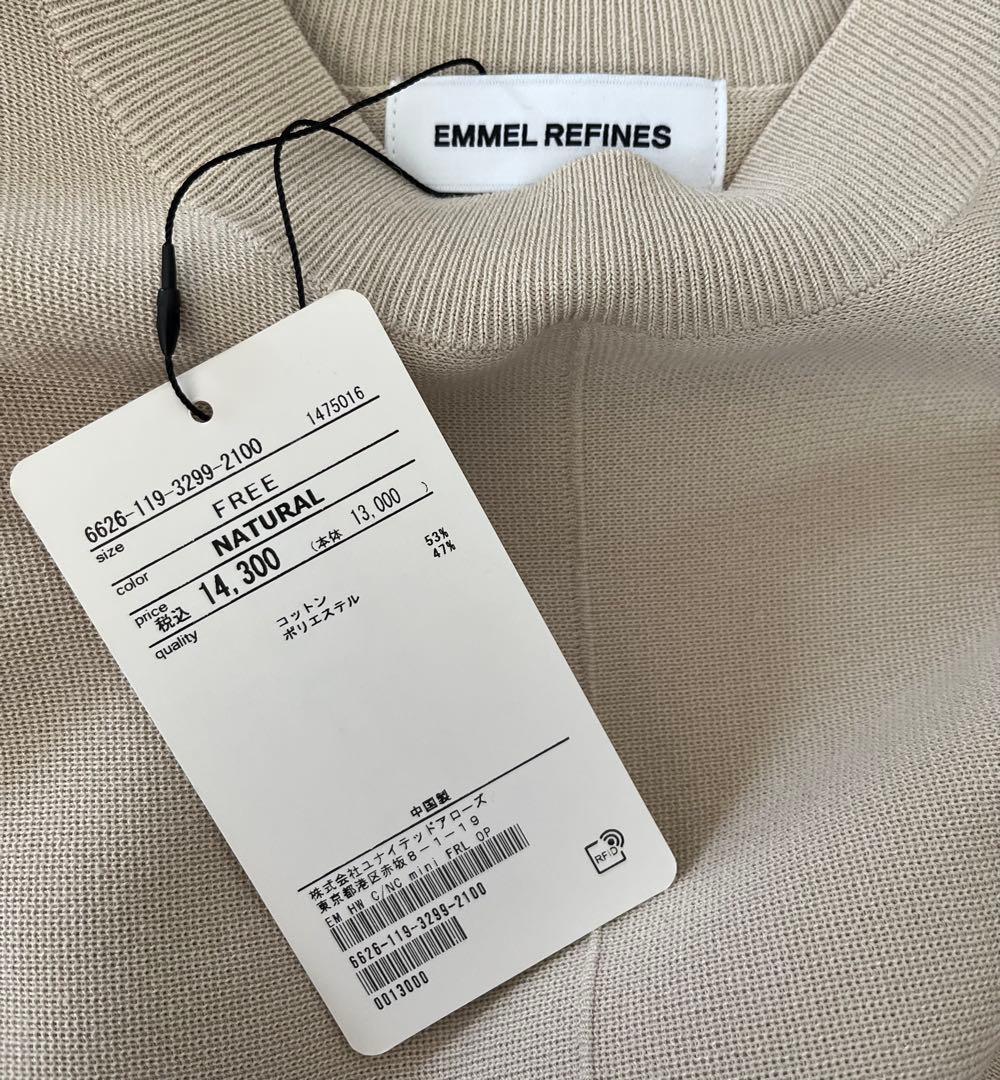 EMMEL REFINES
6626-119-3299-2100 1475016
size FREE
color NATURAL
price 税込 14,300 (本体 13,000 )
quality コットン 53%
ポリエステル 47%
中国製
株式会社ユナイテッドアローズ
東京都港区赤坂8-1-19
EM HW C/NC mini FRL OP
6626-119-3299-2100
0013000
RFID